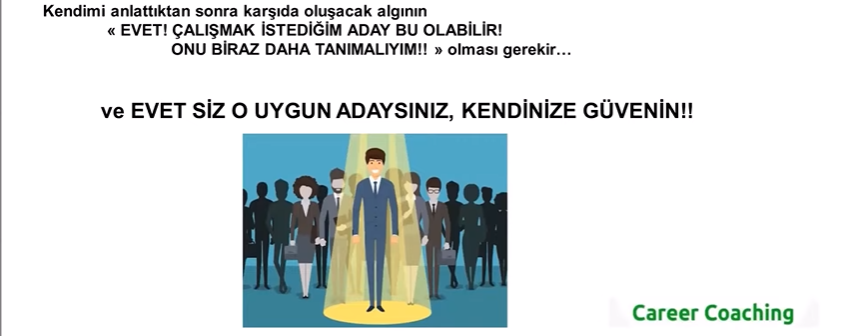 Kendimi anlattıktan sonra karşıda oluşacak algının
« EVET! ÇALIŞMAK İSTEDİĞİM ADAY BU OLABİLİR!
ONU BİRAZ DAHA TANIMALIYIM!! » olması gerekir…
ve EVET SİZ O UYGUN ADAYSINIZ, KENDİNİZE GÜVENİN!!
Career Coaching